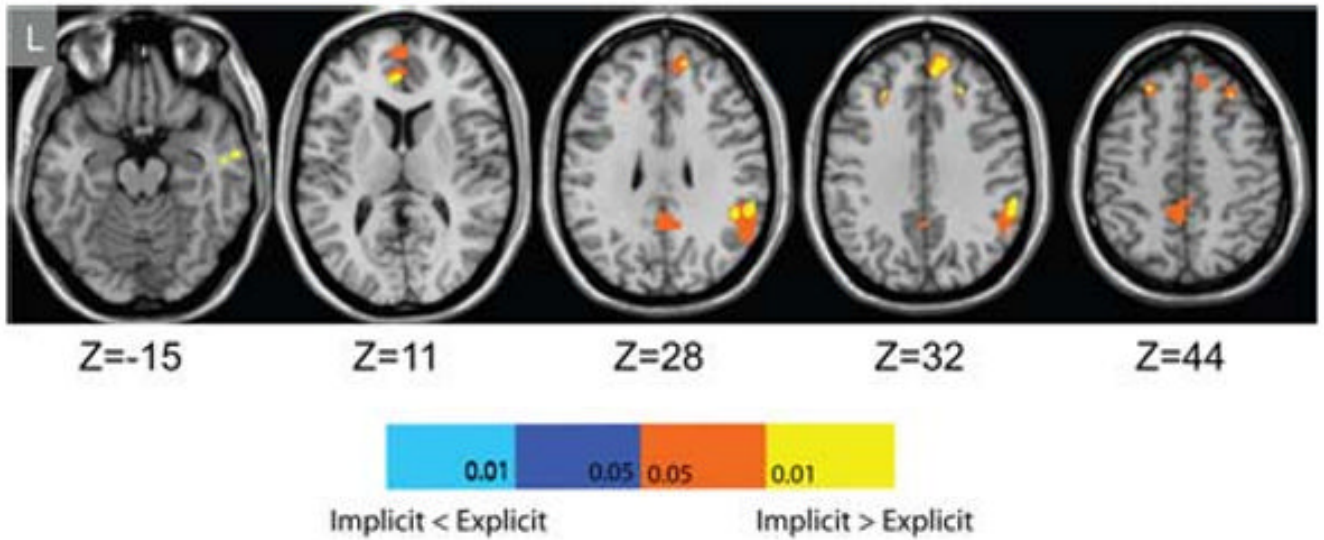 L
Z=-15 Z=11 Z=28 Z=32 Z=44
0.01 0.05 0.05 0.01
Implicit < Explicit Implicit > Explicit